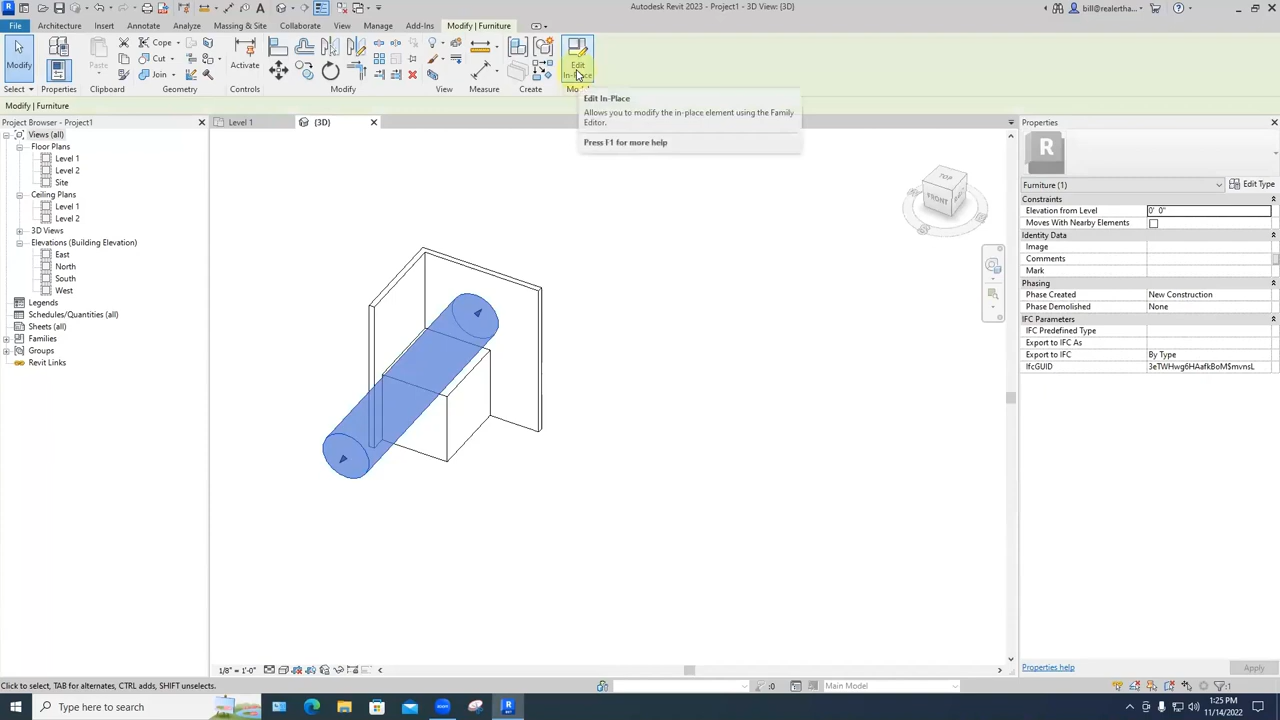 Autodesk Revit 2023 - Project1 - 3D View: {3D}
bill@realertha...
File
Architecture
Insert
Annotate
Analyze
Massing & Site
Collaborate
View
Manage
Add-Ins
Modify | Furniture
Modify
Paste
Cope
Cut
Join
Activate
Edit
In-Place
Select
Properties
Geometry
Controls
Modify
View
Measure
Create
Modify | Furniture
Edit In-Place
Allows you to modify the in-place element using the Family
Editor.
Press F1 for more help
Project Browser - Project1
Level 1
(3D)
Properties
Views (all)
Floor Plans
Level 1
Level 2
Site
Ceiling Plans
Level 1
Level 2
3D Views
Elevations (Building Elevation)
East
North
South
West
Legends
Schedules/Quantities (all)
Sheets (all)
Families
Groups
Revit Links
TOP
FRONT
R
Furniture (1)
Edit Type
Constraints
Elevation from Level
0' 0"
Moves With Nearby Elements
Identity Data
Image
Comments
Mark
Phasing
Phase Created
New Construction
Phase Demolished
None
IFC Parameters
IFC Predefined Type
Export to IFC As
Export to IFC
By Type
IfcGUID
3eTWHwg6HAafkBoM$mvnsL
1/8" = 1'-0"
Properties help
Apply
Click to select, TAB for alternates, CTRL adds, SHIFT unselects.
:0
Main Model
:1
Type here to search
1:25 PM
11/14/2022